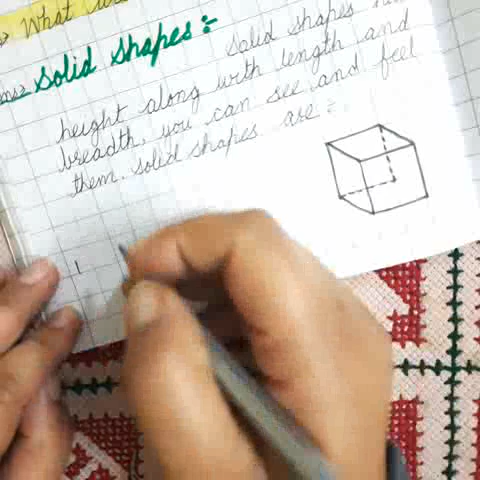 What
Solid Shapes:-
Solid shapes
height along with length and
breadth, you can see and feel
them. Solid shapes are :-